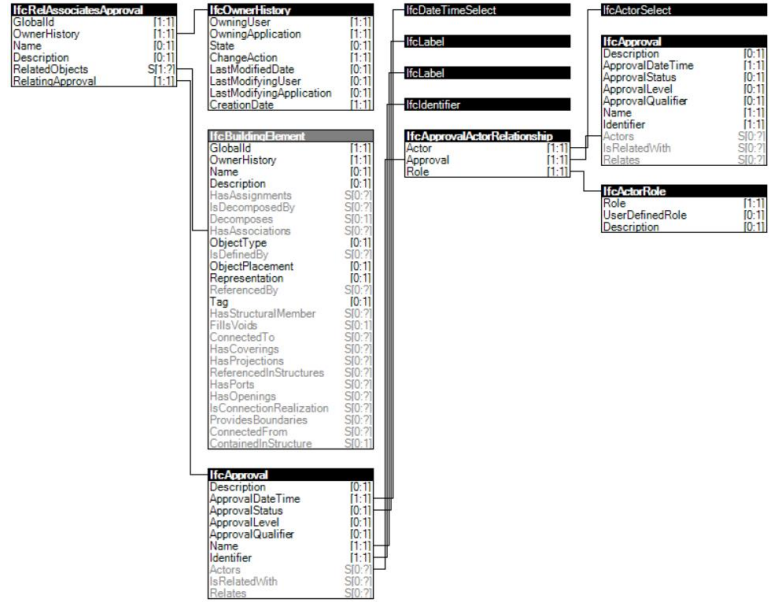 IfcRelAssociatesApproval
GlobalId [1:1]
OwnerHistory [1:1]
Name [0:1]
Description [0:1]
RelatedObjects S[1:?]
RelatingApproval [1:1]
IfcOwnerHistory
OwningUser [1:1]
OwningApplication [1:1]
State [0:1]
ChangeAction [1:1]
LastModifiedDate [0:1]
LastModifyingUser [0:1]
LastModifyingApplication [0:1]
CreationDate [1:1]
IfcBuildingElement
GlobalId [1:1]
OwnerHistory [1:1]
Name [0:1]
Description [0:1]
HasAssignments S[0:?]
IsDecomposedBy S[0:?]
Decomposes S[0:1]
HasAssociations S[0:?]
ObjectType [0:1]
IsDefinedBy S[0:?]
ObjectPlacement [0:1]
Representation [0:1]
ReferencedBy S[0:?]
Tag [0:1]
HasStructuralMember S[0:?]
FillsVoids S[0:1]
ConnectedTo S[0:?]
HasCoverings S[0:?]
HasProjections S[0:?]
ReferencedInStructures S[0:?]
HasPorts S[0:?]
HasOpenings S[0:?]
IsConnectionRealization S[0:?]
ProvidesBoundaries S[0:?]
ConnectedFrom S[0:?]
ContainedInStructure S[0:1]
IfcApproval
Description [0:1]
ApprovalDateTime [1:1]
ApprovalStatus [0:1]
ApprovalLevel [0:1]
ApprovalQualifier [0:1]
Name [1:1]
Identifier [1:1]
Actors S[0:?]
IsRelatedWith S[0:?]
Relates S[0:?]
IfcDateTimeSelect
IfcLabel
IfcLabel
IfcIdentifier
IfcApprovalActorRelationship
Actor [1:1]
Approval [1:1]
Role [1:1]
IfcActorSelect
IfcApproval
Description [0:1]
ApprovalDateTime [1:1]
ApprovalStatus [0:1]
ApprovalLevel [0:1]
ApprovalQualifier [0:1]
Name [1:1]
Identifier [1:1]
Actors S[0:?]
IsRelatedWith S[0:?]
Relates S[0:?]
IfcActorRole
Role [1:1]
UserDefinedRole [0:1]
Description [0:1]